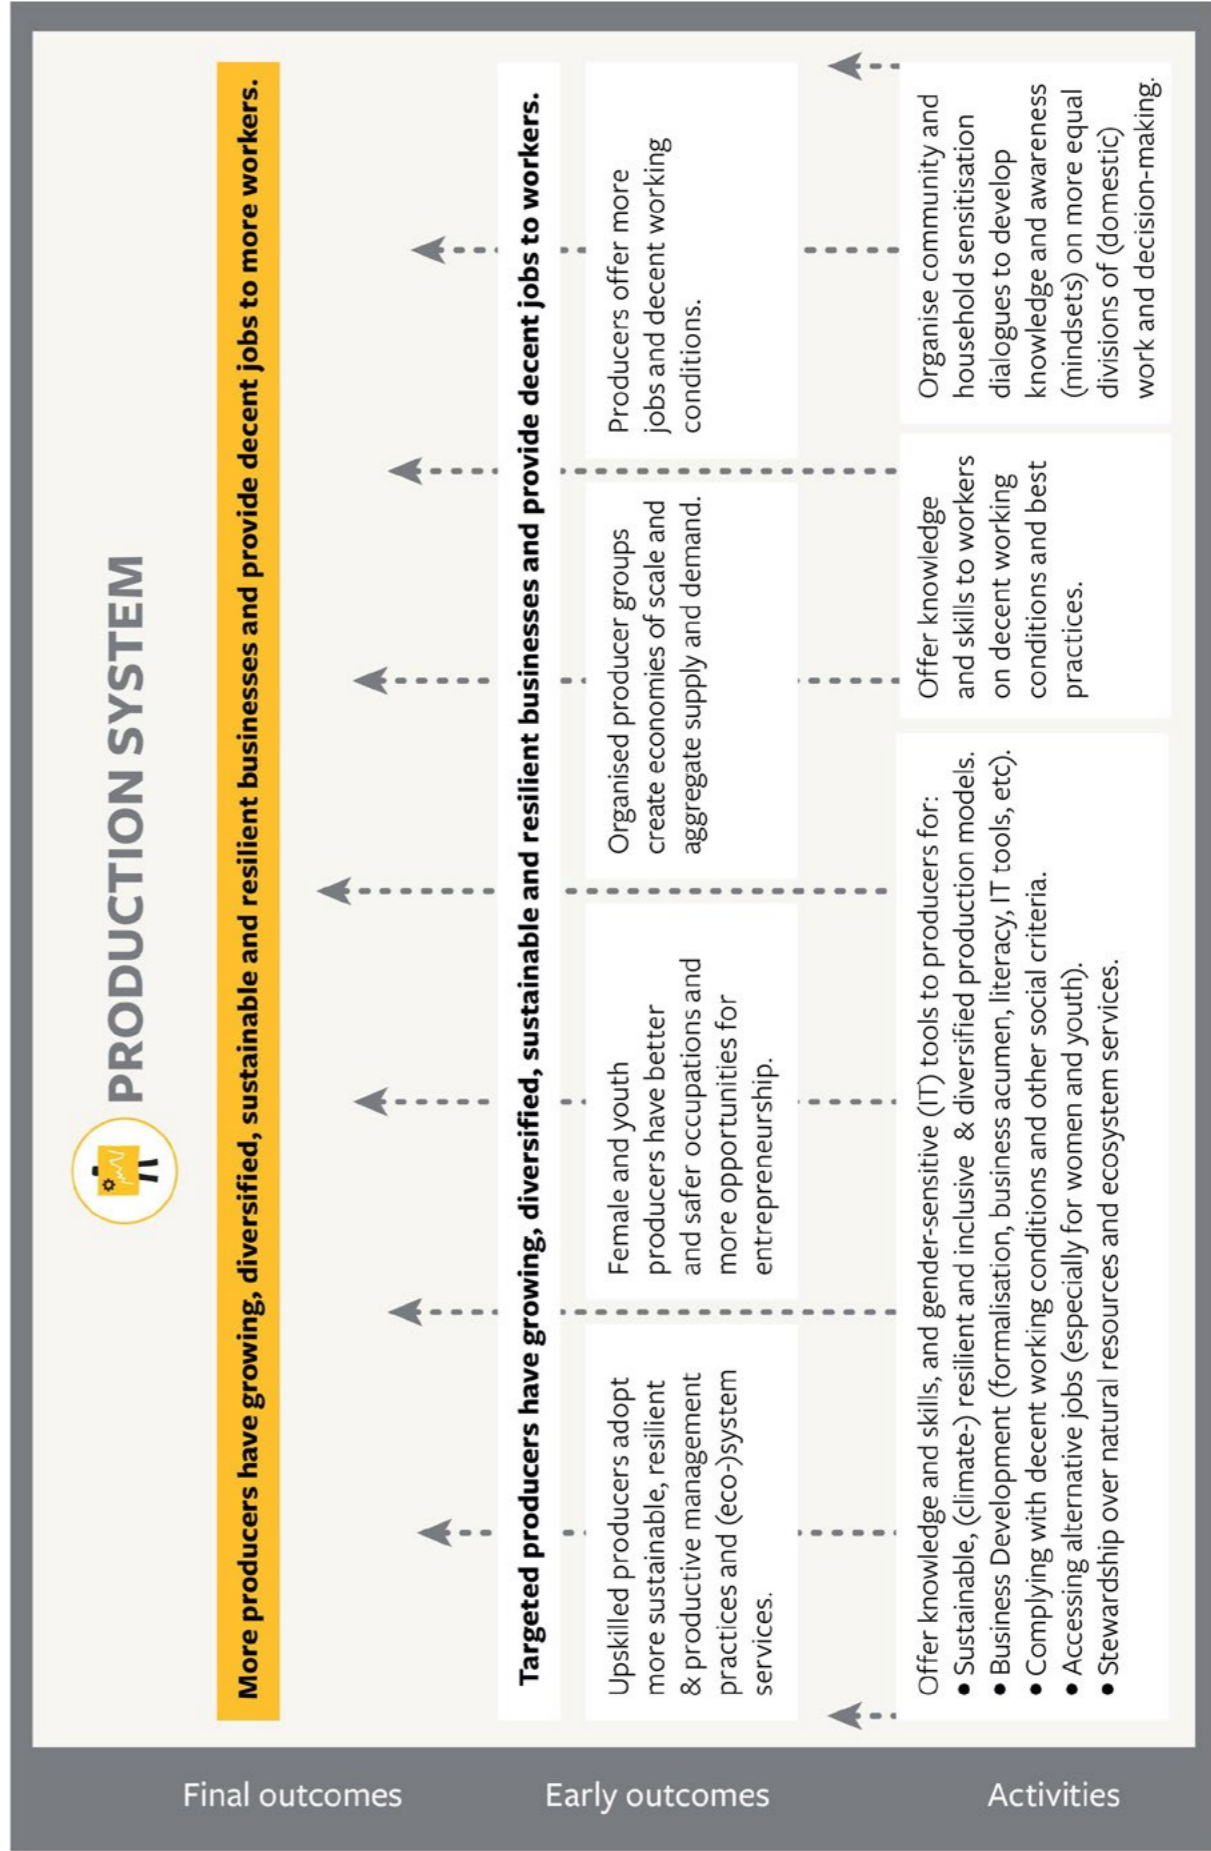 PRODUCTION SYSTEM
Final outcomes
More producers have growing, diversified, sustainable and resilient businesses and provide decent jobs to more workers.
Early outcomes
Targeted producers have growing, diversified, sustainable and resilient businesses and provide decent jobs to workers.
Upskilled producers adopt
more sustainable, resilient
& productive management
practices and (eco-)system
services.
Female and youth
producers have better
and safer occupations and
more opportunities for
entrepreneurship.
Organised producer groups
create economies of scale and
aggregate supply and demand.
Producers offer more
jobs and decent working
conditions.
Activities
Offer knowledge and skills, and gender-sensitive (IT) tools to producers for:
• Sustainable, (climate-) resilient and inclusive & diversified production models.
• Business Development (formalisation, business acumen, literacy, IT tools, etc).
• Complying with decent working conditions and other social criteria.
• Accessing alternative jobs (especially for women and youth).
• Stewardship over natural resources and ecosystem services.
Offer knowledge
and skills to workers
on decent working
conditions and best
practices.
Organise community and
household sensitisation
dialogues to develop
knowledge and awareness
(mindsets) on more equal
divisions of (domestic)
work and decision-making.